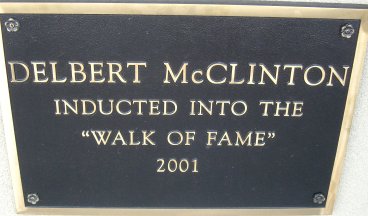 DELBERT McCLINTON
INDUCTED INTO THE
"WALK OF FAME"
2001